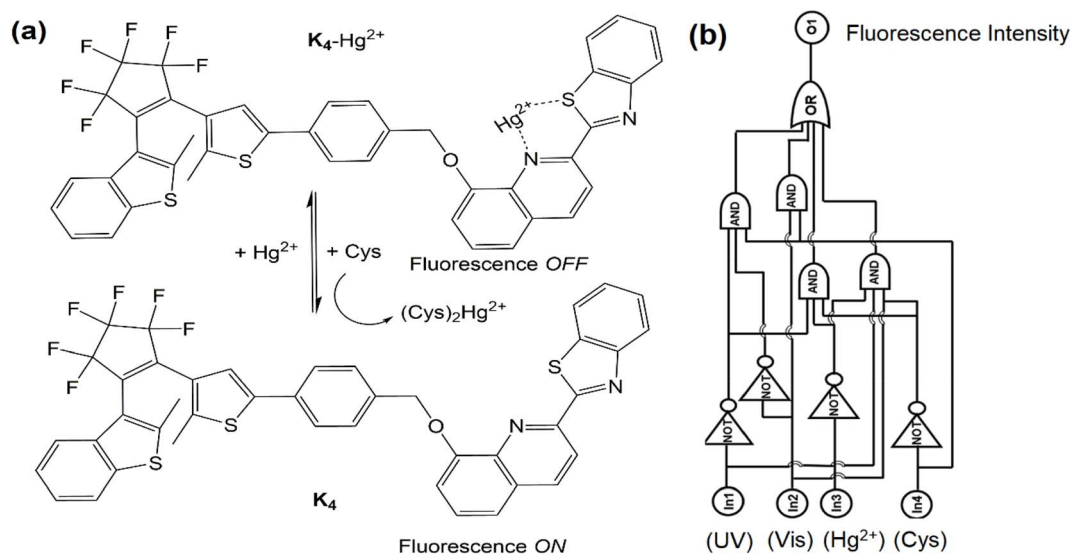 (a)
K4-Hg2+
F F
F F
F F
S
S
O
N
Hg2+
S
N
+ Hg2+
+ Cys
Fluorescence OFF
(Cys)2Hg2+
F F
F F
F F
S
S
O
N
S
N
K4
Fluorescence ON
(b)
o1
Fluorescence Intensity
OR
AND
AND
AND
AND
NOT
NOT
NOT
NOT
In1
In2
In3
In4
(UV) (Vis) (Hg2+) (Cys)